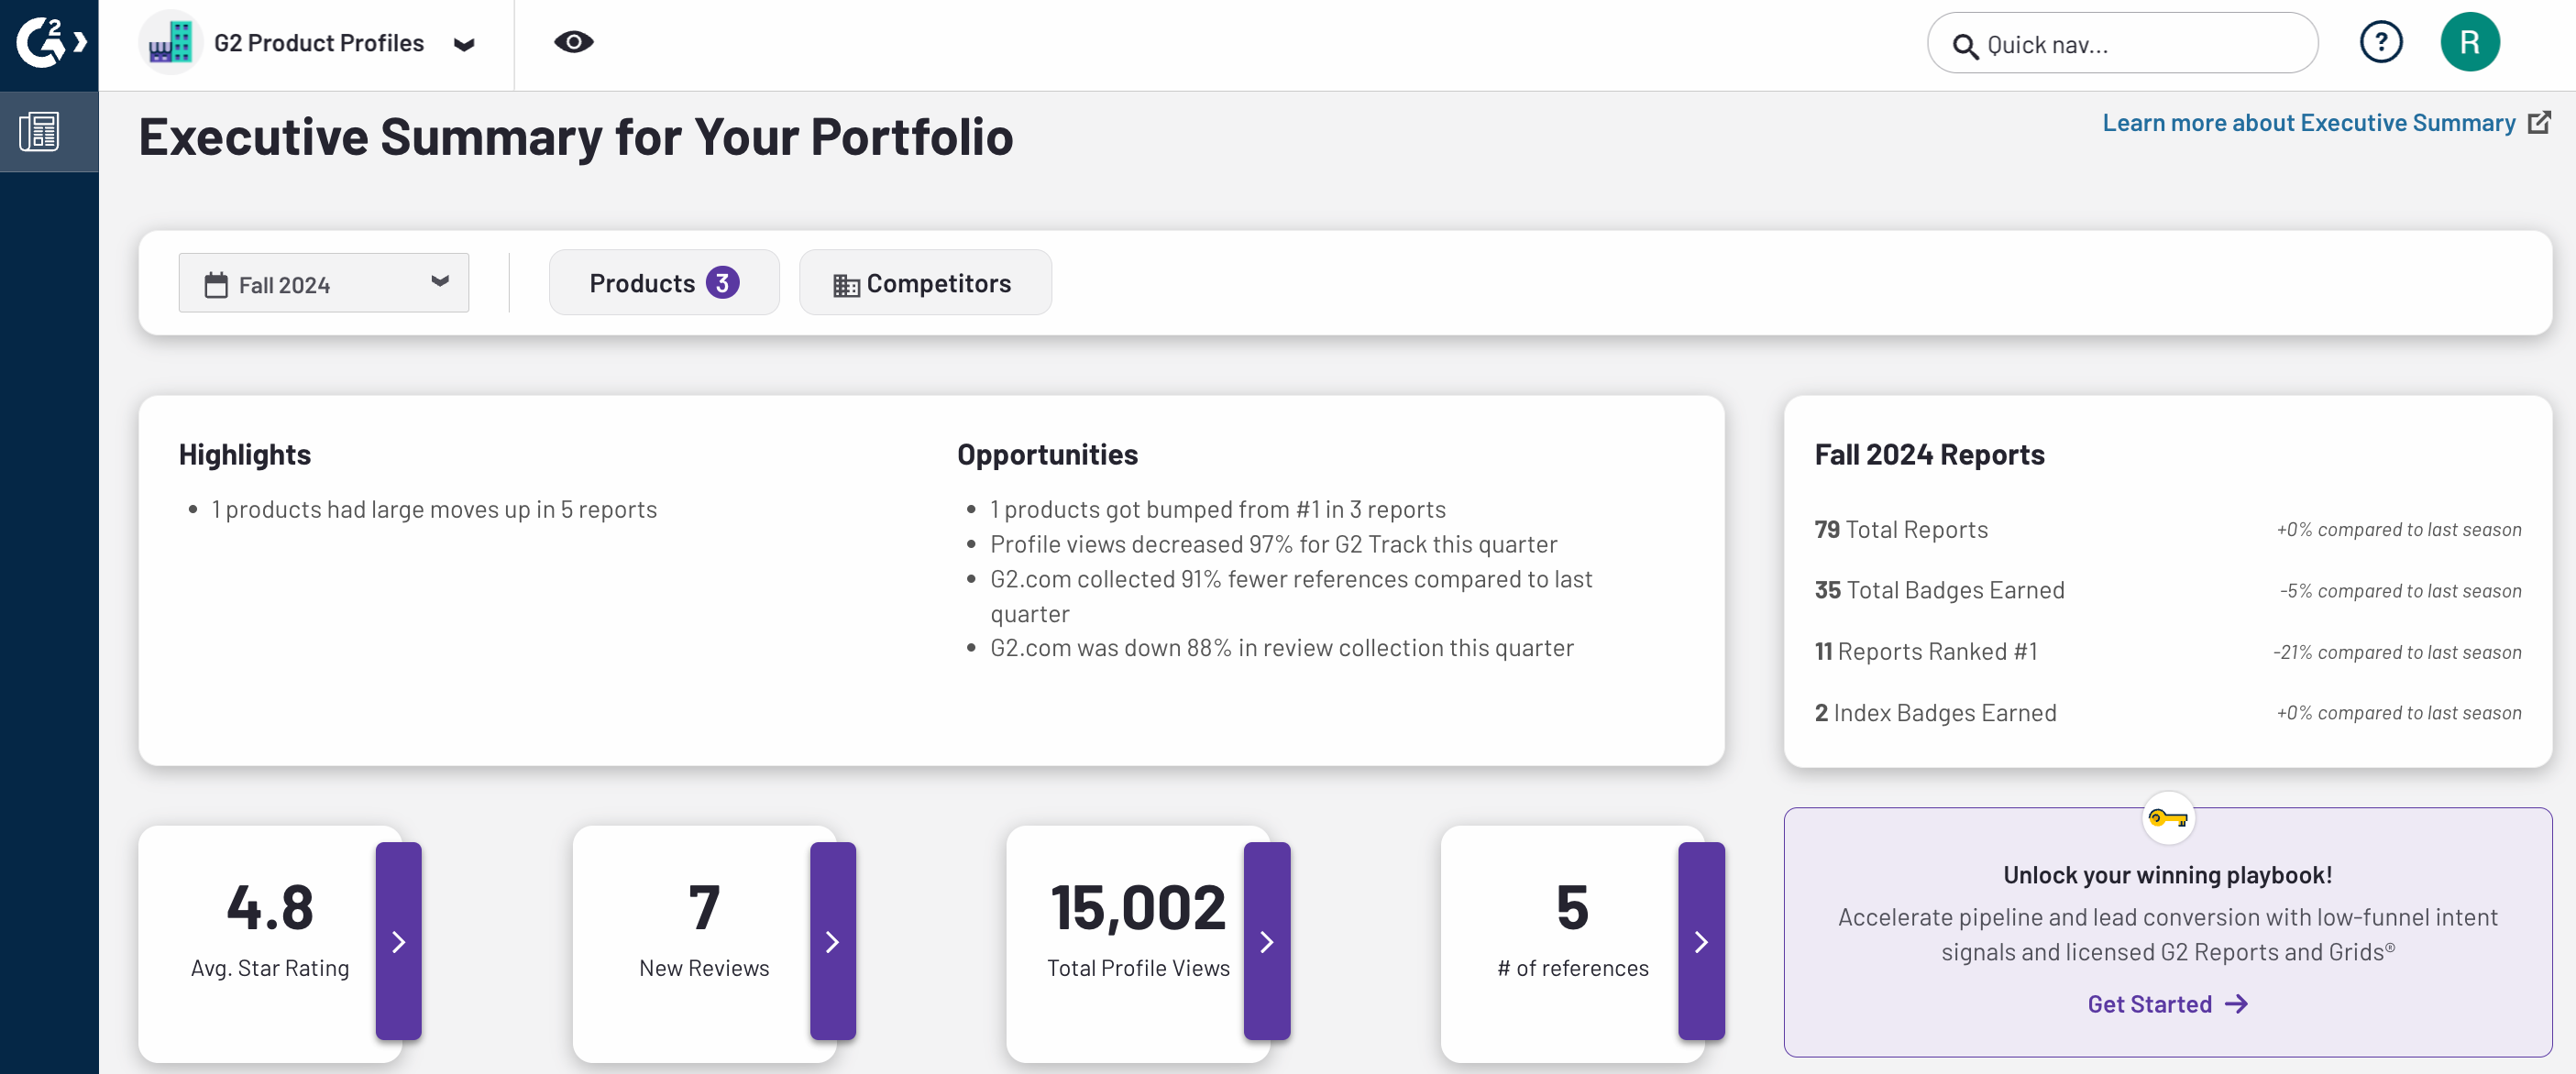 G2
G2 Product Profiles
Quick nav...
?
R
Executive Summary for Your Portfolio
Learn more about Executive Summary
Fall 2024
Products 3
Competitors
Highlights
• 1 products had large moves up in 5 reports
Opportunities
• 1 products got bumped from #1 in 3 reports
• Profile views decreased 97% for G2 Track this quarter
• G2.com collected 91% fewer references compared to last
quarter
• G2.com was down 88% in review collection this quarter
Fall 2024 Reports
79 Total Reports +0% compared to last season
35 Total Badges Earned -5% compared to last season
11 Reports Ranked #1 -21% compared to last season
2 Index Badges Earned +0% compared to last season
4.8
Avg. Star Rating
7
New Reviews
15,002
Total Profile Views
5
# of references
Unlock your winning playbook!
Accelerate pipeline and lead conversion with low-funnel intent
signals and licensed G2 Reports and Grids®
Get Started →